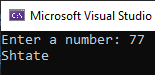 Microsoft Visual Studio
Enter a number: 77
Shtate